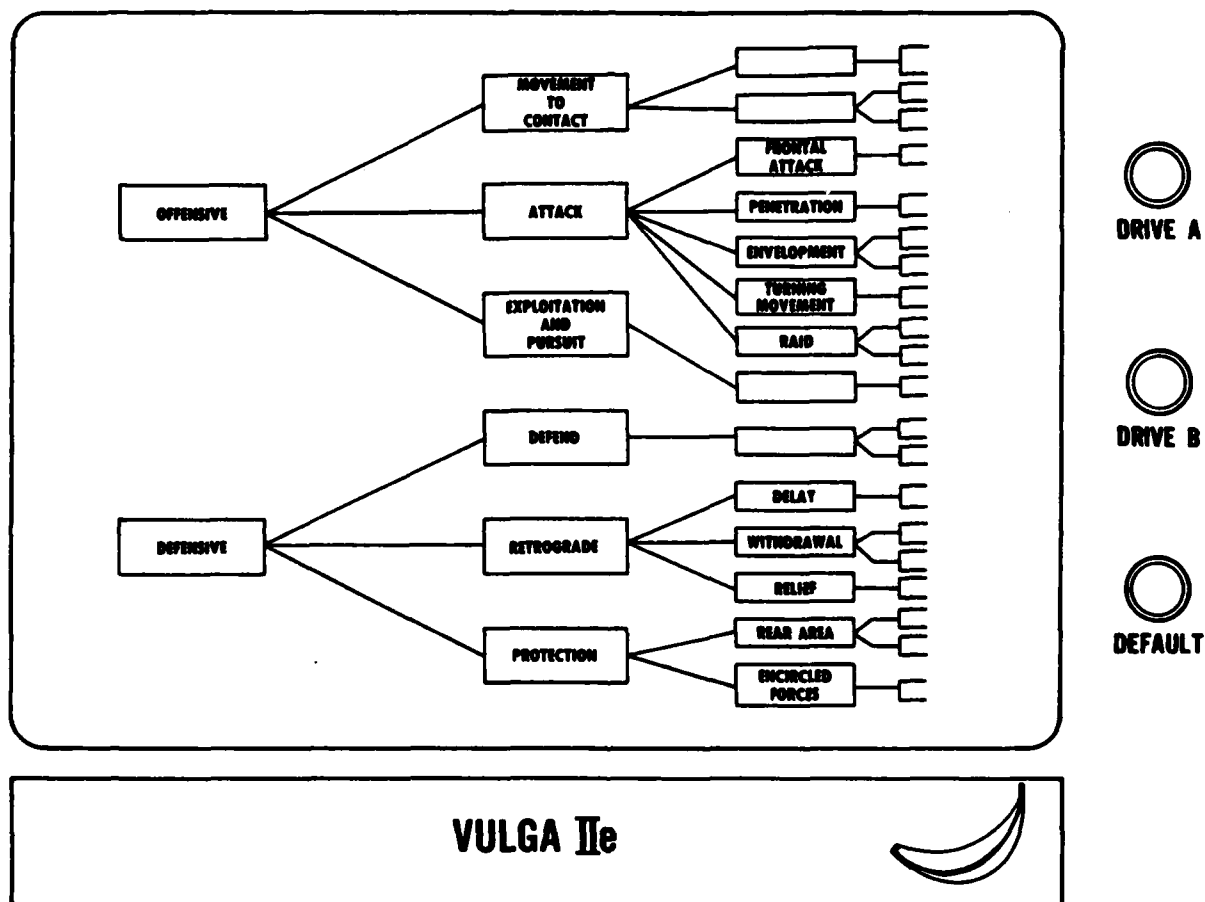 MOVEMENT
TO
CONTACT
FRONTAL
ATTACK
OFFENSIVE
ATTACK
PENETRATION
ENVELOPMENT
TURNING
MOVEMENT
EXPLOITATION
AND
PURSUIT
RAID
DEFEND
DELAY
DEFENSIVE
RETROGRADE
WITHDRAWAL
RELIEF
REAR AREA
PROTECTION
ENCIRCLED
FORCES
DRIVE A
DRIVE B
DEFAULT
VULGA IIe